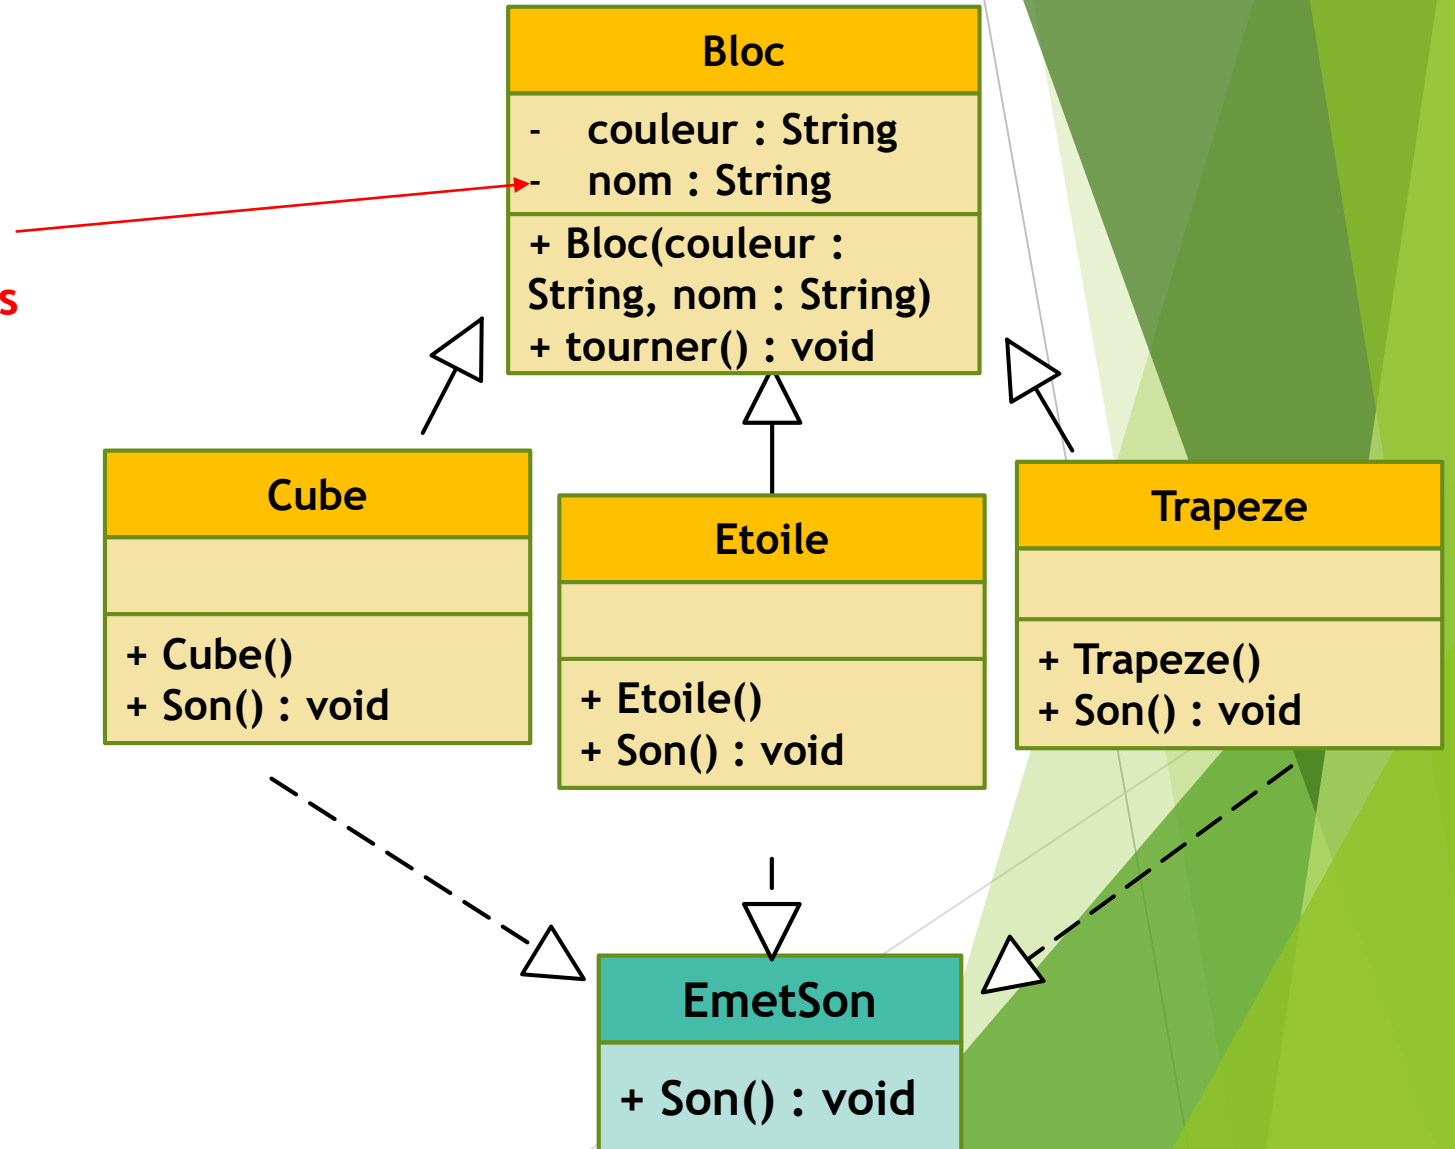 Bloc
- couleur : String
- nom : String
+ Bloc(couleur :
String, nom : String)
+ tourner() : void
s
Cube
+ Cube()
+ Son() : void
Etoile
+ Etoile()
+ Son() : void
Trapeze
+ Trapeze()
+ Son() : void
EmetSon
+ Son() : void